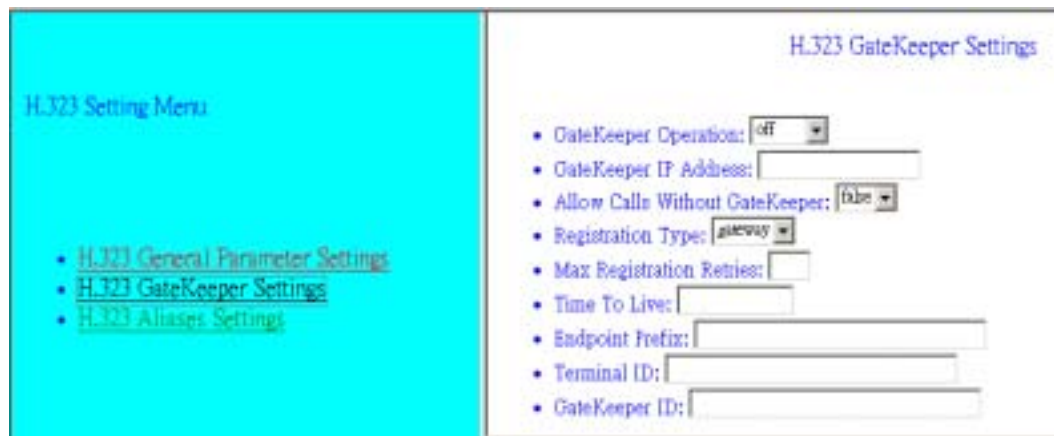 H.323 Setting Menu
H.323 General Parameter Settings
H.323 GateKeeper Settings
H.323 Aliases Settings
H.323 GateKeeper Settings
GateKeeper Operation: off
GateKeeper IP Address:
Allow Calls Without GateKeeper: false
Registration Type: gateway
Max Registration Retries:
Time To Live:
Endpoint Prefix:
Terminal ID:
GateKeeper ID: